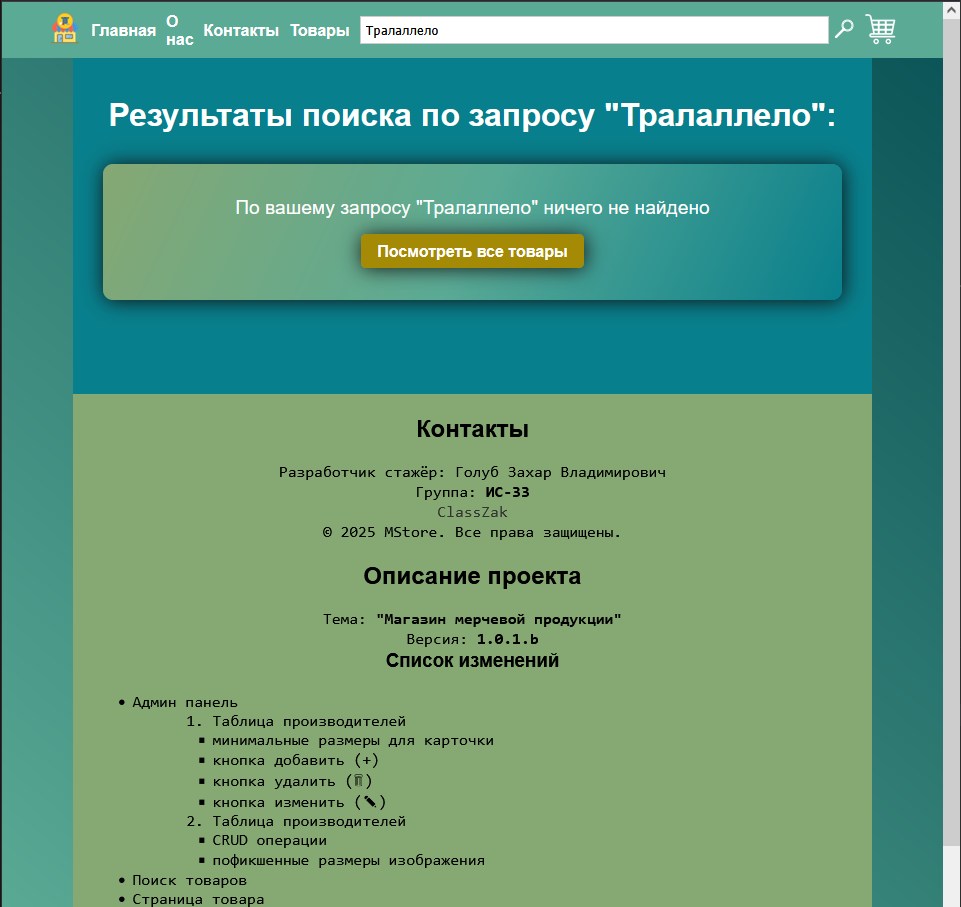 Главная
О
нас
Контакты
Товары
Тралаллело
Результаты поиска по запросу "Тралаллело":
По вашему запросу "Тралаллело" ничего не найдено
Посмотреть все товары
Контакты
Разработчик стажёр: Голуб Захар Владимирович
Группа: ИС-33
ClassZak
© 2025 MStore. Все права защищены.
Описание проекта
Тема: "Магазин мерчевой продукции"
Версия: 1.0.1.b
Список изменений
• Админ панель
1. Таблица производителей
▪ минимальные размеры для карточки
▪ кнопка добавить (+)
▪ кнопка удалить (🗑)
▪ кнопка изменить (✎)
2. Таблица производителей
▪ CRUD операции
▪ пофикшенные размеры изображения
• Поиск товаров
• Страница товара